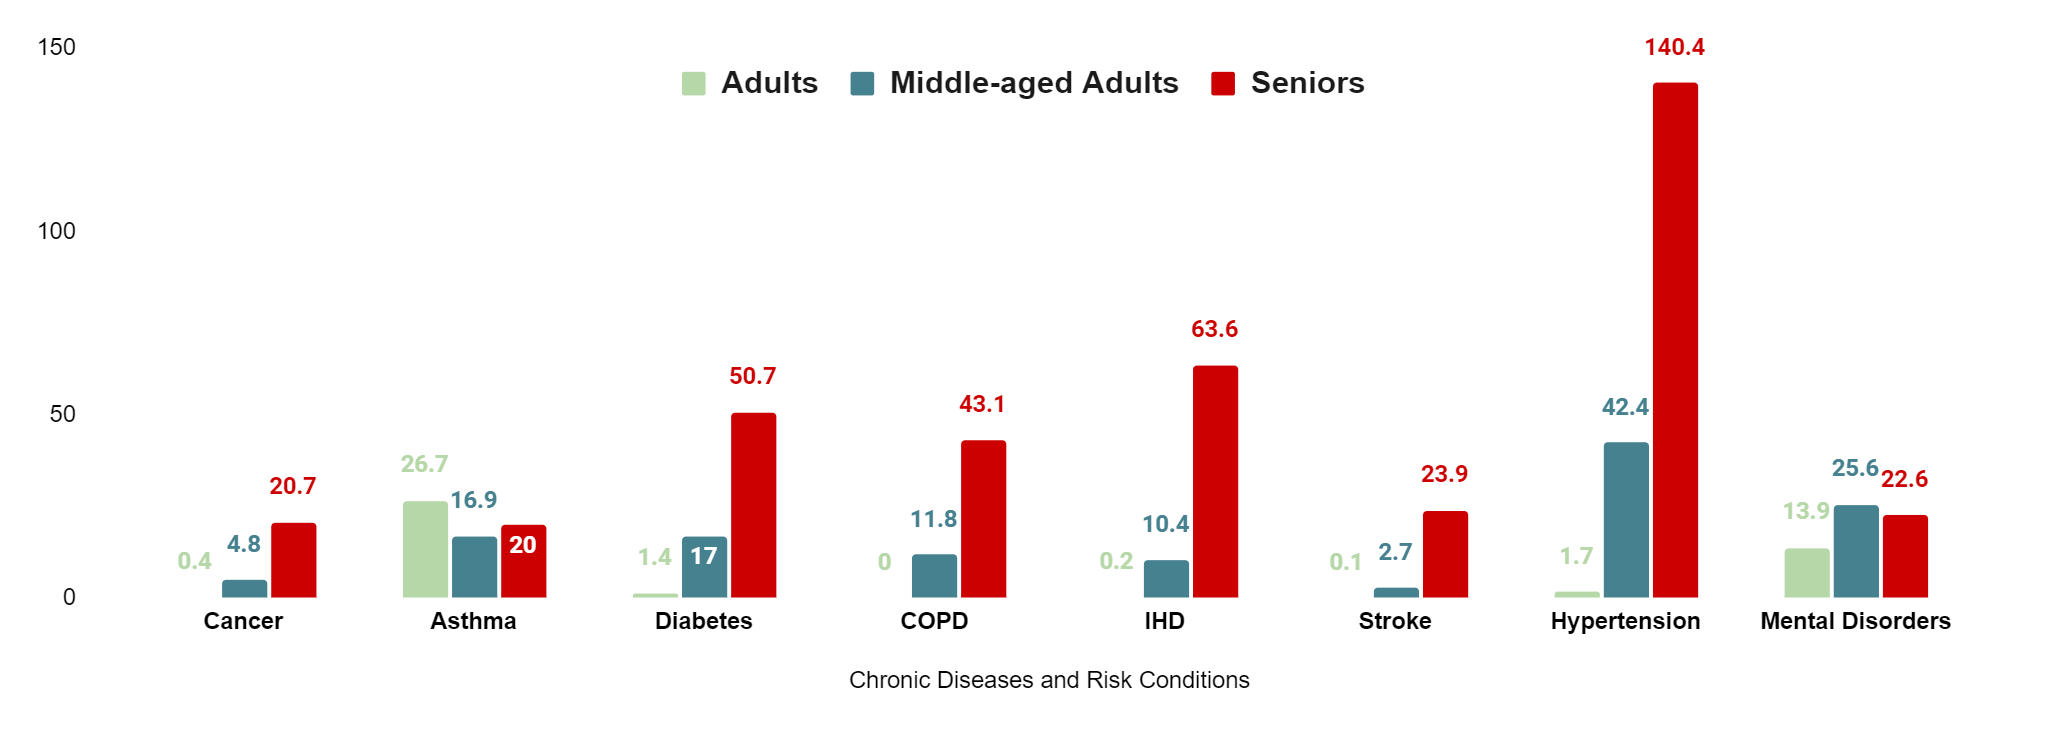 150
100
50
0
Adults Middle-aged Adults Seniors
0.4 4.8 20.7
26.7 16.9 20
1.4 17 50.7
0 11.8 43.1
0.2 10.4 63.6
0.1 2.7 23.9
1.7 42.4 140.4
13.9 25.6 22.6
Cancer Asthma Diabetes COPD IHD Stroke Hypertension Mental Disorders
Chronic Diseases and Risk Conditions